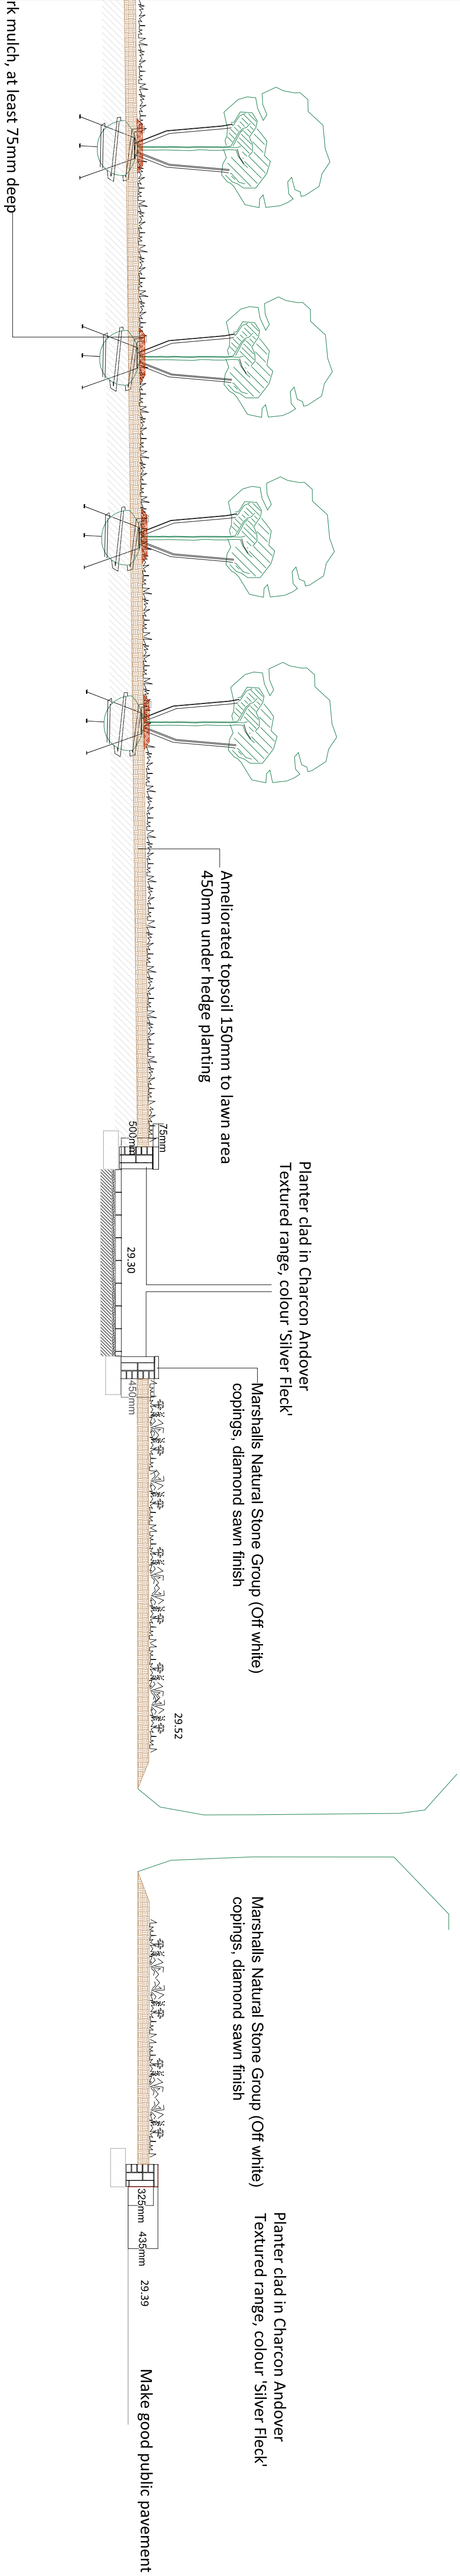 rk mulch, at least 75mm deep
Ameliorated topsoil 150mm to lawn area
450mm under hedge planting
75mm
500mm
29.30
Planter clad in Charcon Andover
Textured range, colour 'Silver Fleck'
450mm
Marshalls Natural Stone Group (Off white)
copings, diamond sawn finish
29.52
Marshalls Natural Stone Group (Off white)
copings, diamond sawn finish
325mm
435mm
29.39
Planter clad in Charcon Andover
Textured range, colour 'Silver Fleck'
Make good public pavement